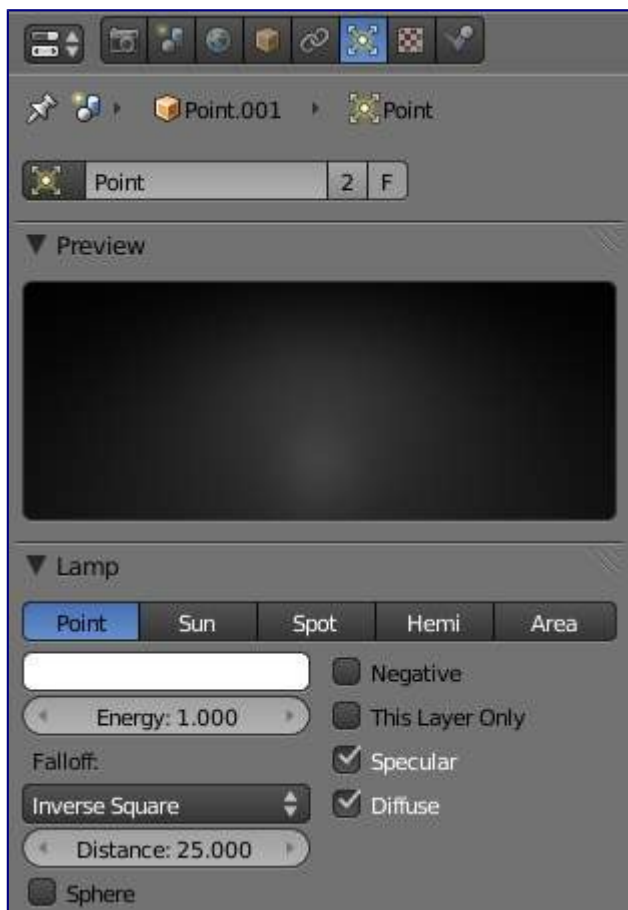 Point.001 Point
Point 2 F
Preview
Lamp
Point Sun Spot Hemi Area
Negative
Energy: 1.000 This Layer Only
Falloff: Specular
Inverse Square Diffuse
Distance: 25.000
Sphere